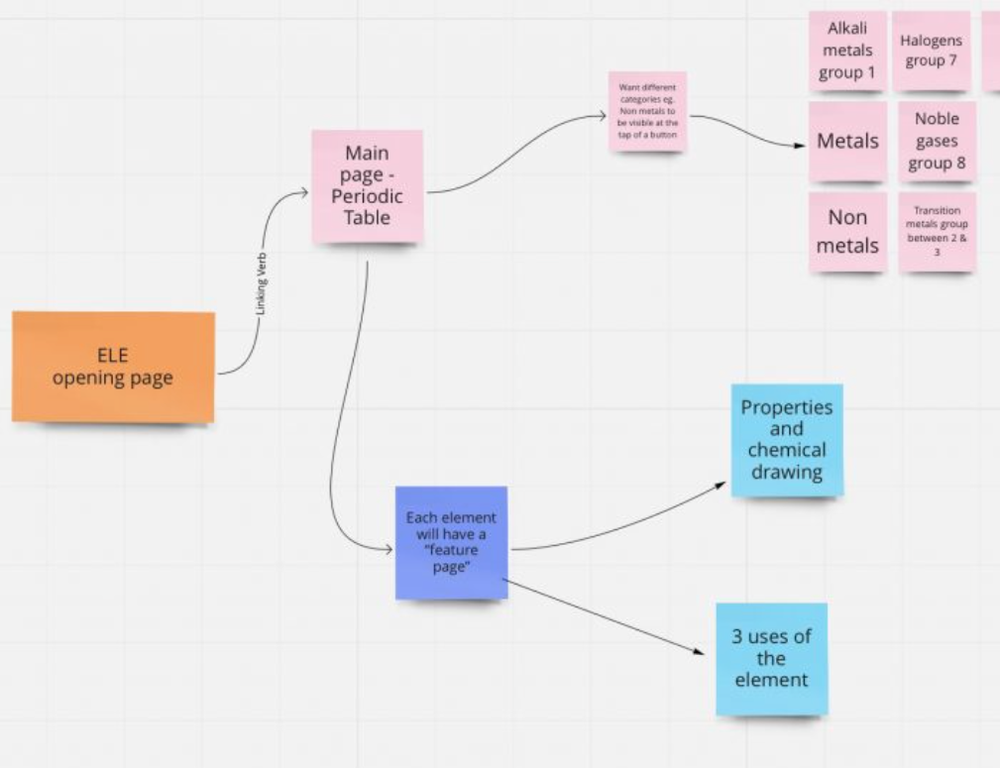 Alkali
metals
group 1
Halogens
group 7
Want different
categories eg.
Non metals to
be visible at the
tap of a button
Metals
Noble
gases
group 8
Main
page -
Periodic
Table
Non
metals
Transition
metals group
between 2 &
3
Linking Verb
ELE
opening page
Properties
and
chemical
drawing
Each element
will have a
"feature
page"
3 uses of
the
element